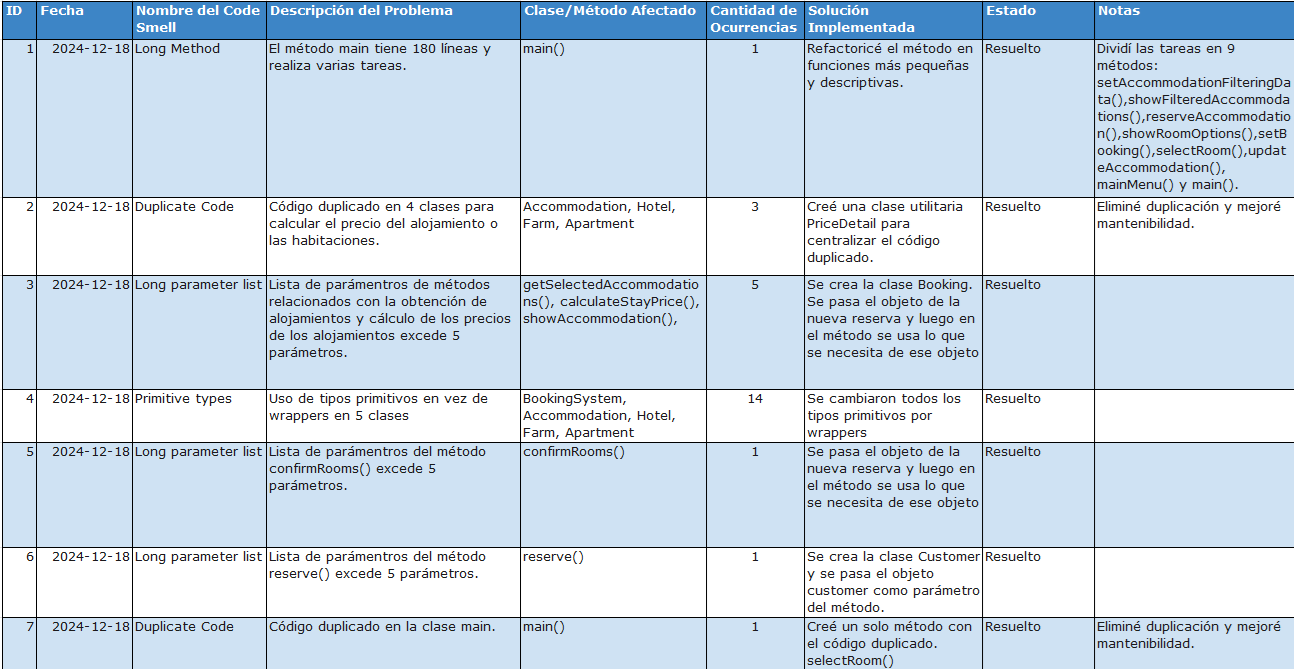 ID Fecha Nombre del Code Smell Descripción del Problema Clase/Método Afectado Cantidad de Ocurrencias Solución Implementada Estado Notas
1 2024-12-18 Long Method
El método main tiene 180 líneas y
realiza varias tareas.
main()
1
Refactoricé el método en
funciones más pequeñas
y descriptivas.
Resuelto
Dividí las tareas en 9
métodos:
setAccommodationFilteringDa
ta(),showFilteredAccommoda
tions(),reserveAccommodatio
n(),showRoomOptions(),setB
ooking(),selectRoom(),updat
eAccommodation(),
mainMenu() y main().
2 2024-12-18 Duplicate Code
Código duplicado en 4 clases para
calcular el precio del alojamiento o
las habitaciones.
Accommodation, Hotel,
Farm, Apartment
3
Creé una clase utilitaria
PriceDetail para
centralizar el código
duplicado.
Resuelto
Eliminé duplicación y mejoré
mantenibilidad.
3 2024-12-18 Long parameter list
Lista de parámentros de métodos
relacionados con la obtención de
alojamientos y cálculo de los precios
de los alojamientos excede 5
parámetros.
getSelectedAccommodatio
ns(), calculateStayPrice(),
showAccommodation(),
5
Se crea la clase Booking.
Se pasa el objeto de la
nueva reserva y luego en
el método se usa lo que
se necesita de ese objeto
Resuelto
4 2024-12-18 Primitive types
Uso de tipos primitivos en vez de
wrappers en 5 clases
BookingSystem,
Accommodation, Hotel,
Farm, Apartment
14
Se cambiaron todos los
tipos primitivos por
wrappers
Resuelto
5 2024-12-18 Long parameter list
Lista de parámentros del método
confirmRooms() excede 5
parámetros.
confirmRooms()
1
Se pasa el objeto de la
nueva reserva y luego en
el método se usa lo que
se necesita de ese objeto
Resuelto
6 2024-12-18 Long parameter list
Lista de parámentros del método
reserve() excede 5 parámetros.
reserve()
1
Se crea la clase Customer
y se pasa el objeto
customer como parámetro
del método.
Resuelto
7 2024-12-18 Duplicate Code
Código duplicado en la clase main.
main()
1
Creé un solo método con
el código duplicado.
selectRoom()
Resuelto
Eliminé duplicación y mejoré
mantenibilidad.